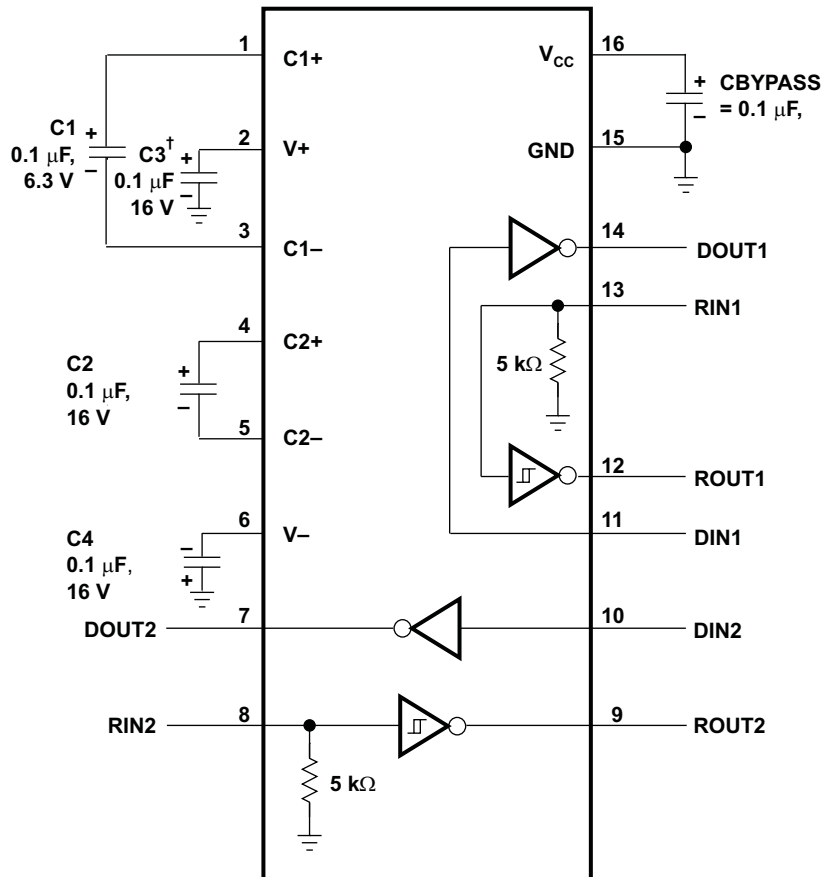 1
C1+
C1
0.1 μF,
6.3 V
+
–
2
V+
C3†
0.1 μF
16 V
+
–
3
C1–
4
C2+
C2
0.1 μF,
16 V
+
–
5
C2–
6
V–
C4
0.1 μF,
16 V
–
+
DOUT2
7
RIN2
8
5 kΩ
16
VCC
+
–
CBYPASS
= 0.1 μF,
15
GND
14
DOUT1
13
RIN1
5 kΩ
12
ROUT1
11
DIN1
10
DIN2
9
ROUT2